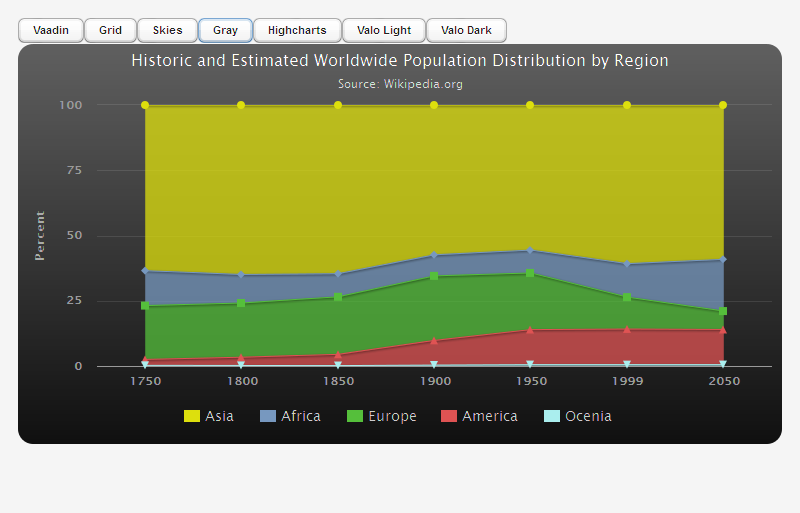 Vaadin Grid Skies Gray Highcharts Valo Light Valo Dark
Historic and Estimated Worldwide Population Distribution by Region
Source: Wikipedia.org
Percent
100
75
50
25
0
1750 1800 1850 1900 1950 1999 2050
Asia Africa Europe America Ocenia